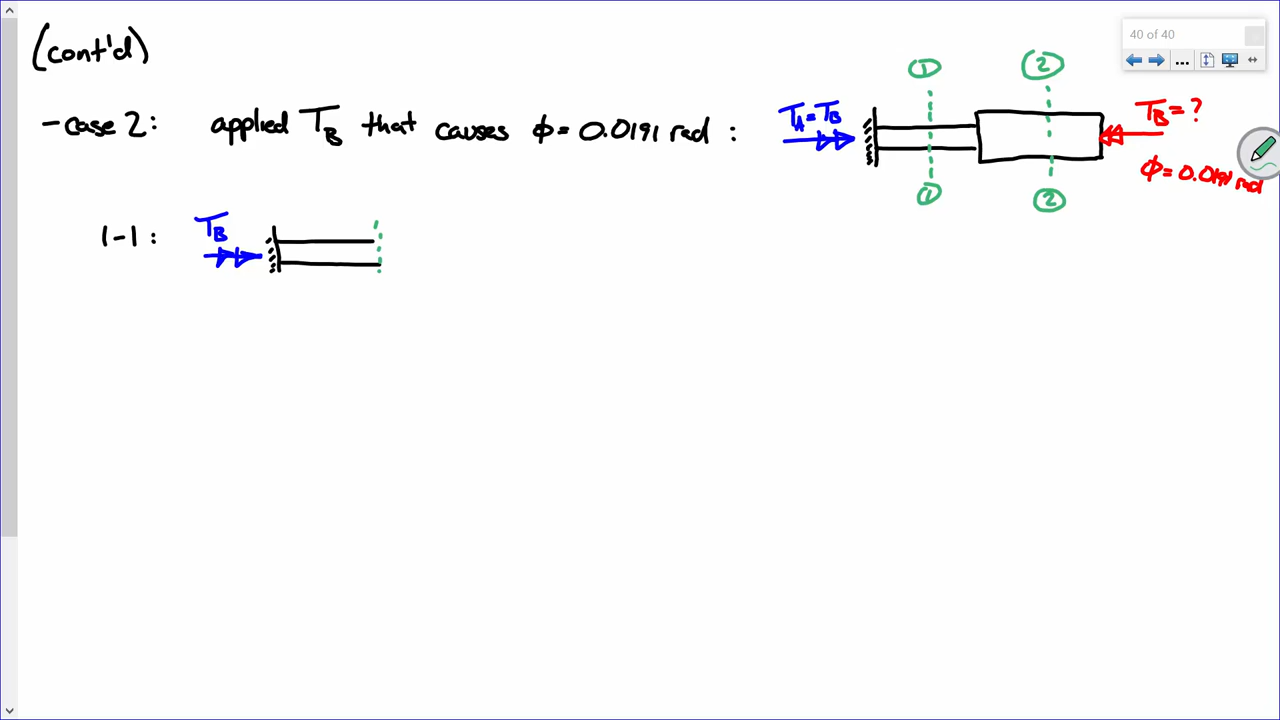 (cont'd)
40 of 40
① ②
-case 2: applied T_B that causes ϕ = 0.0191 rad :
T_A = T_B
T_B = ?
ϕ = 0.0191 rad
① ②
1-1 : T_B